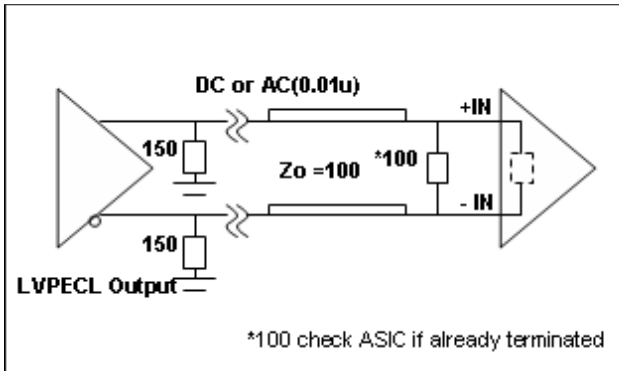 DC or AC(0.01u)
+IN
150
Zo =100
*100
- IN
150
LVPECL Output
*100 check ASIC if already terminated